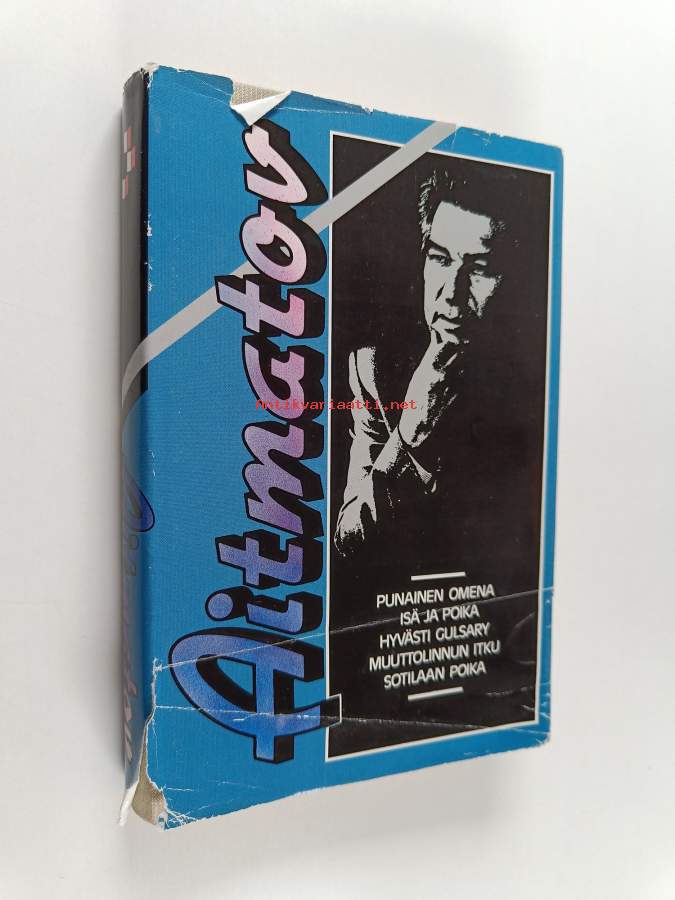 Aitmatov
antikvariaatti.net
PUNAINEN OMENA
ISÄ JA POIKA
HYVÄSTI GULSARY
MUUTTOLINNUN ITKU
SOTILAAN POIKA